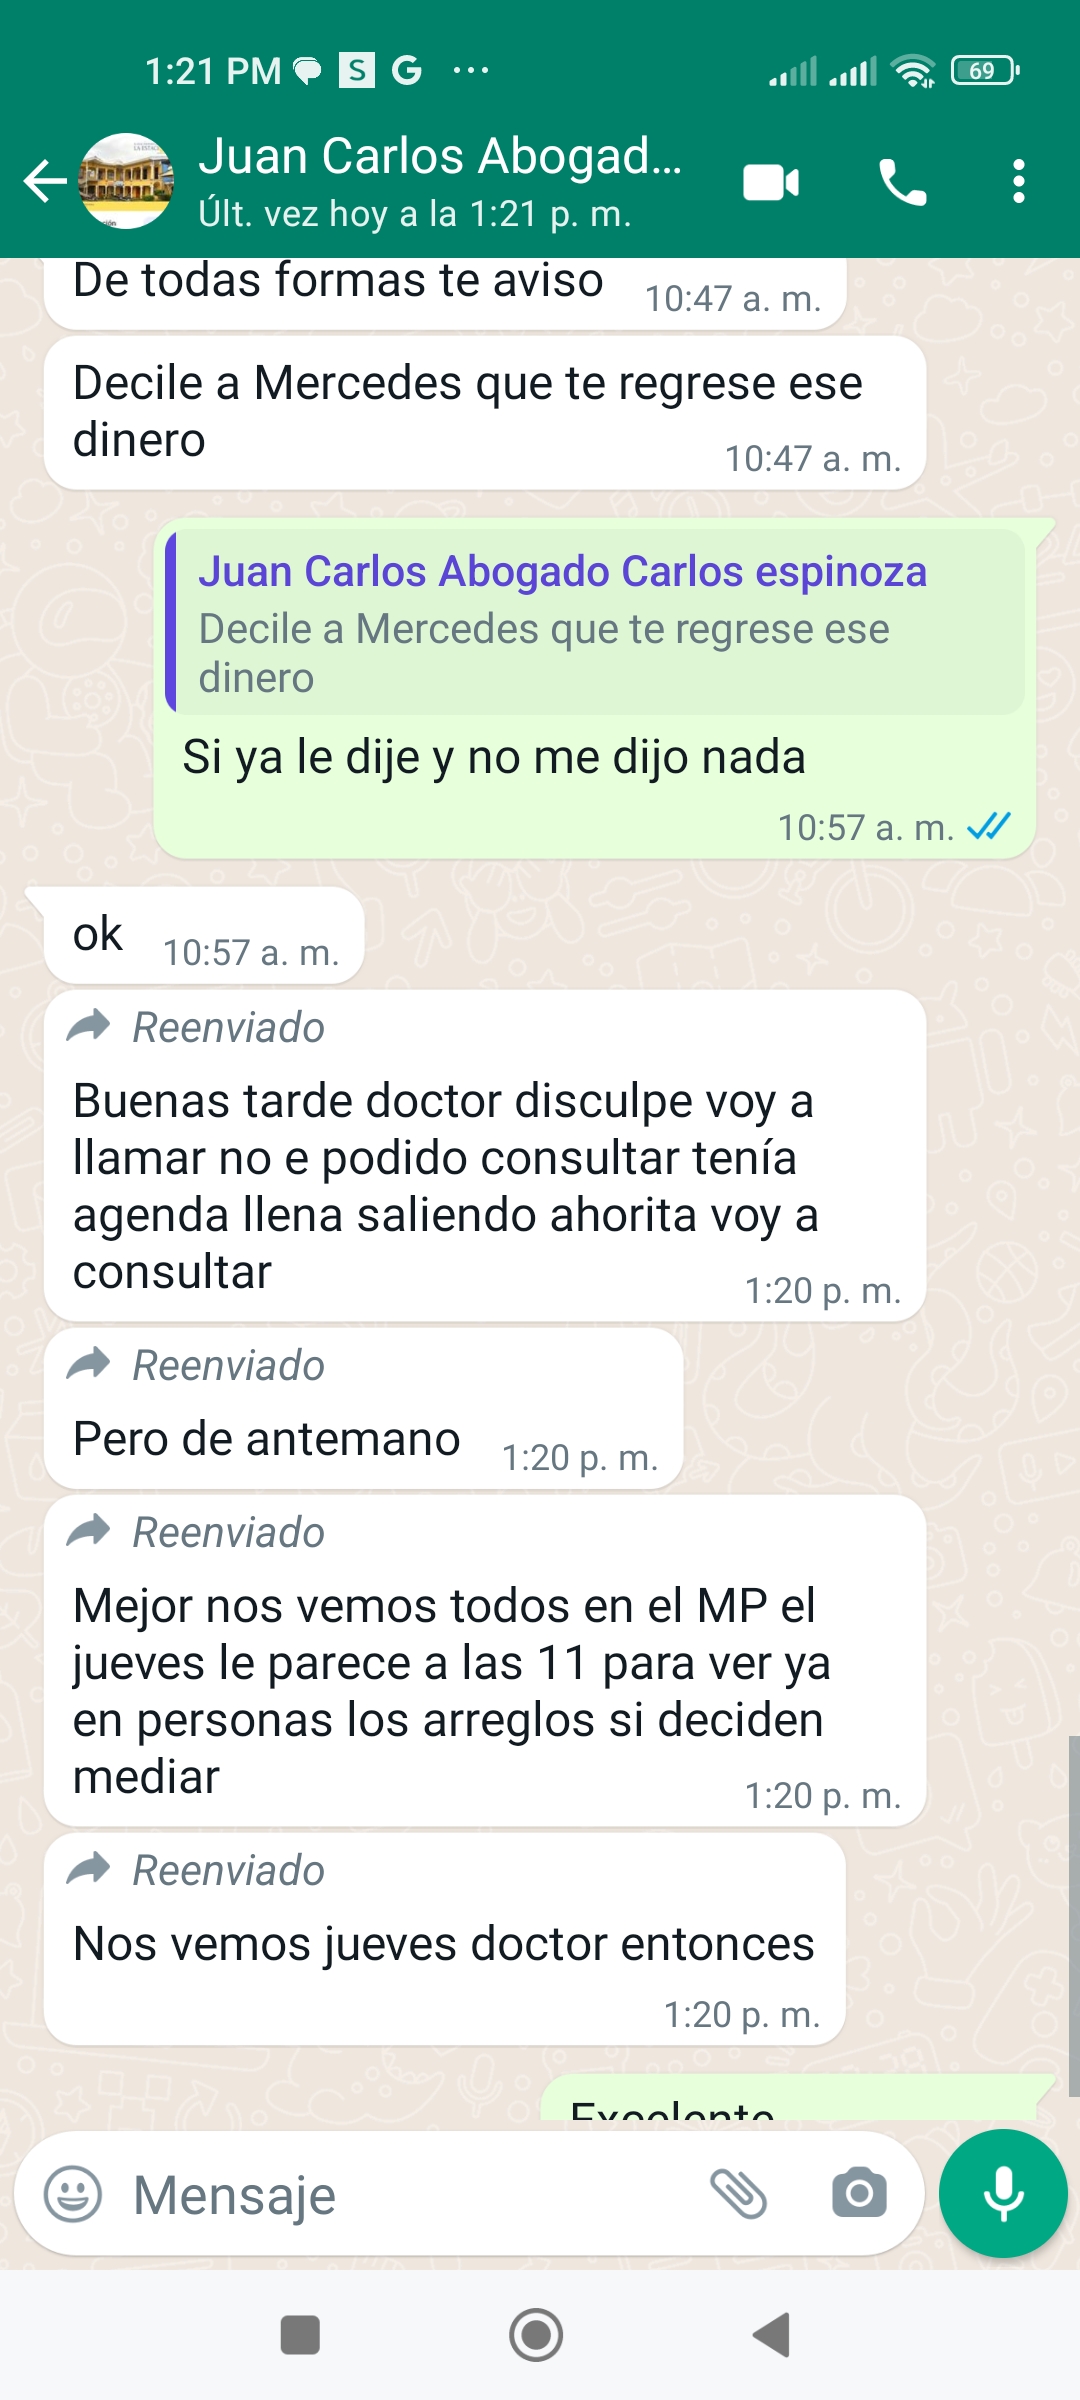 1:21 PM S G ...
69
Juan Carlos Abogad...
Últ. vez hoy a la 1:21 p. m.
De todas formas te aviso
10:47 a. m.
Decile a Mercedes que te regrese ese
dinero
10:47 a. m.
Juan Carlos Abogado Carlos espinoza
Decile a Mercedes que te regrese ese
dinero
Si ya le dije y no me dijo nada
10:57 a. m.
ok
10:57 a. m.
Reenviado
Buenas tarde doctor disculpe voy a
llamar no e podido consultar tenía
agenda llena saliendo ahorita voy a
consultar
1:20 p. m.
Reenviado
Pero de antemano
1:20 p. m.
Reenviado
Mejor nos vemos todos en el MP el
jueves le parece a las 11 para ver ya
en personas los arreglos si deciden
mediar
1:20 p. m.
Reenviado
Nos vemos jueves doctor entonces
1:20 p. m.
Excelente
Mensaje